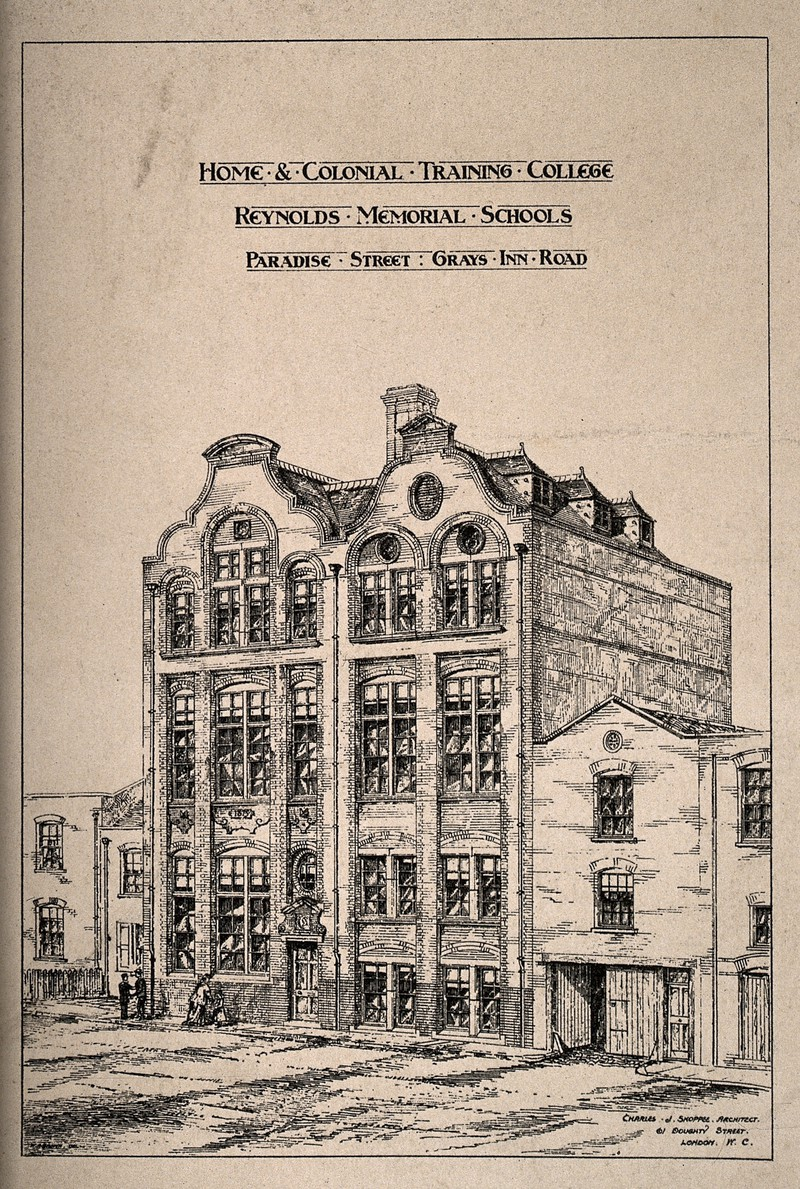 HOME · & · COLONIAL · TRAINING · COLLEGE
REYNOLDS · MEMORIAL · SCHOOLS
PARADISE · STREET : GRAYS · INN · ROAD
CHARLES · J. SHOPPEE. ARCHITECT.
61 DOUGHTY STREET.
LONDON. W. C.